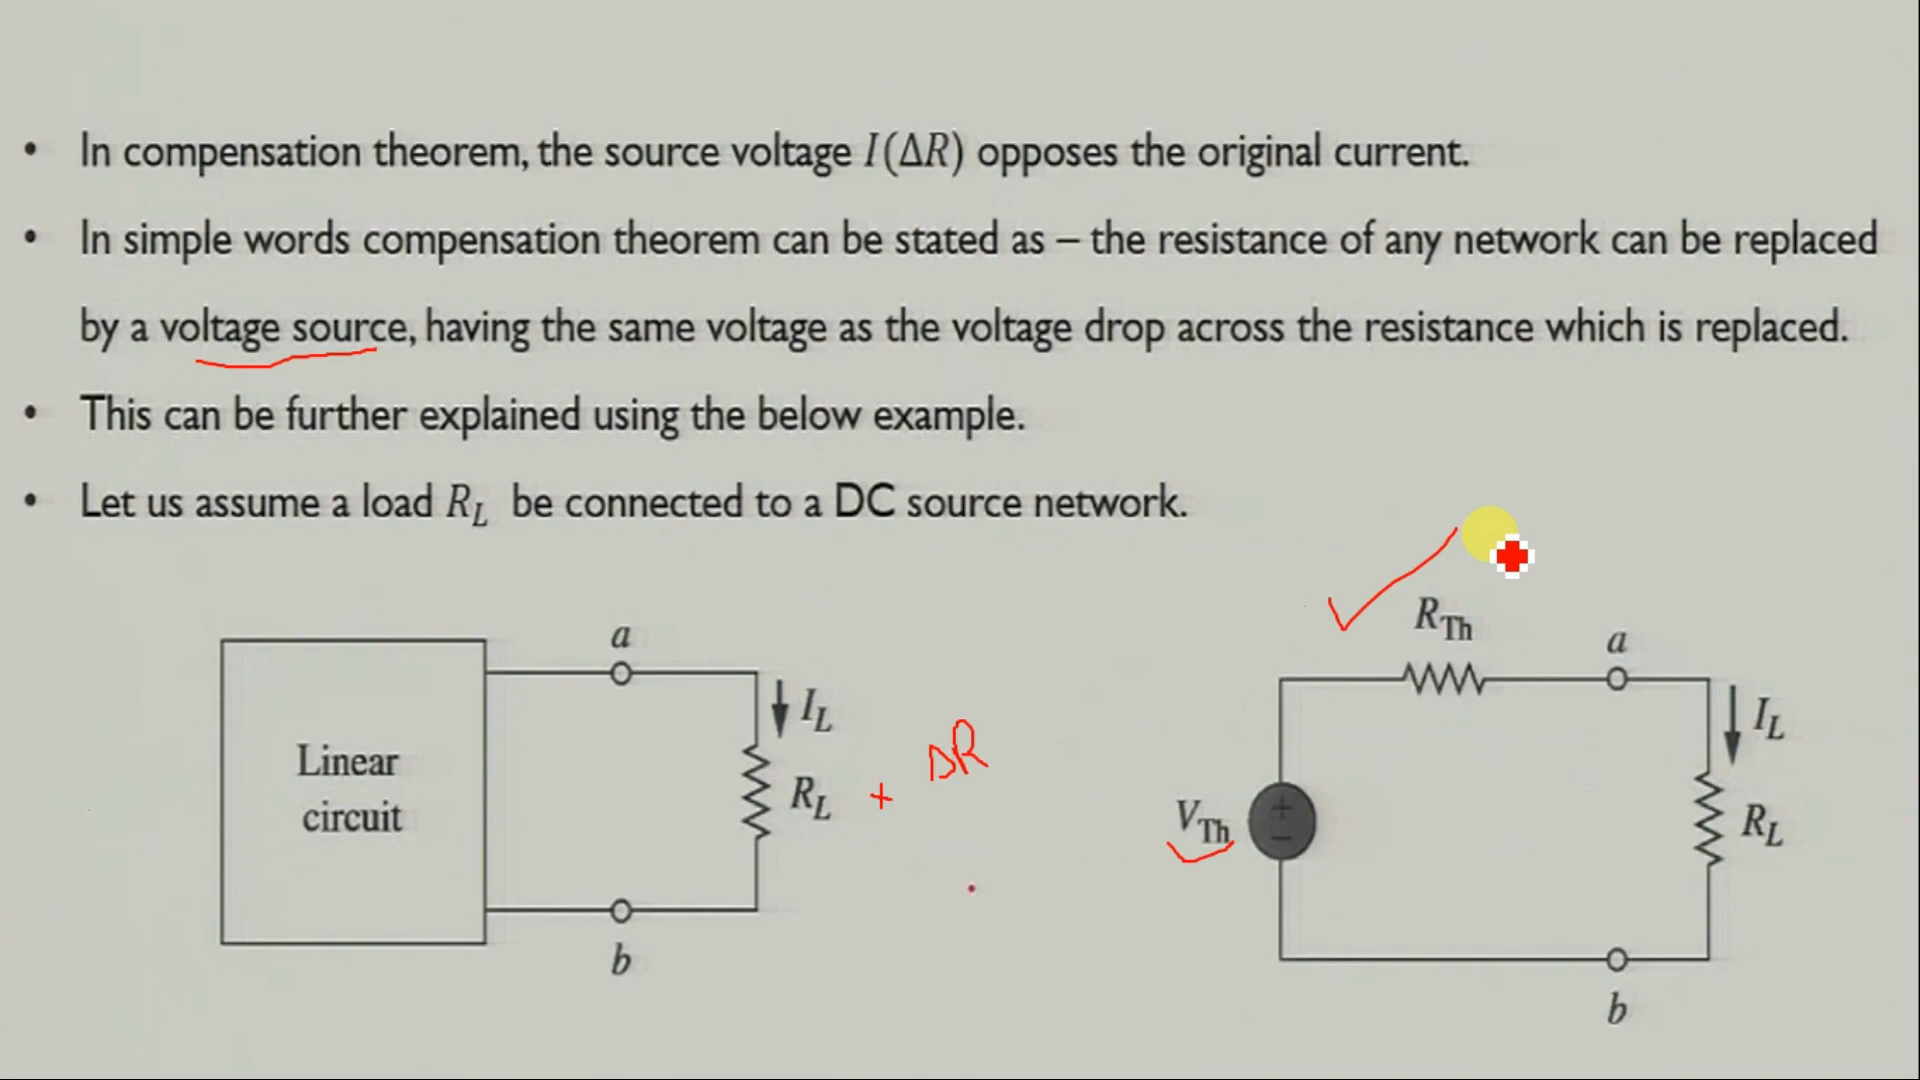 • In compensation theorem, the source voltage I(ΔR) opposes the original current.
• In simple words compensation theorem can be stated as – the resistance of any network can be replaced
by a voltage source, having the same voltage as the voltage drop across the resistance which is replaced.
• This can be further explained using the below example.
• Let us assume a load R_L be connected to a DC source network.
a
I_L
Linear
circuit
R_L + ΔR
b
R_Th
a
I_L
V_Th
+
−
R_L
b